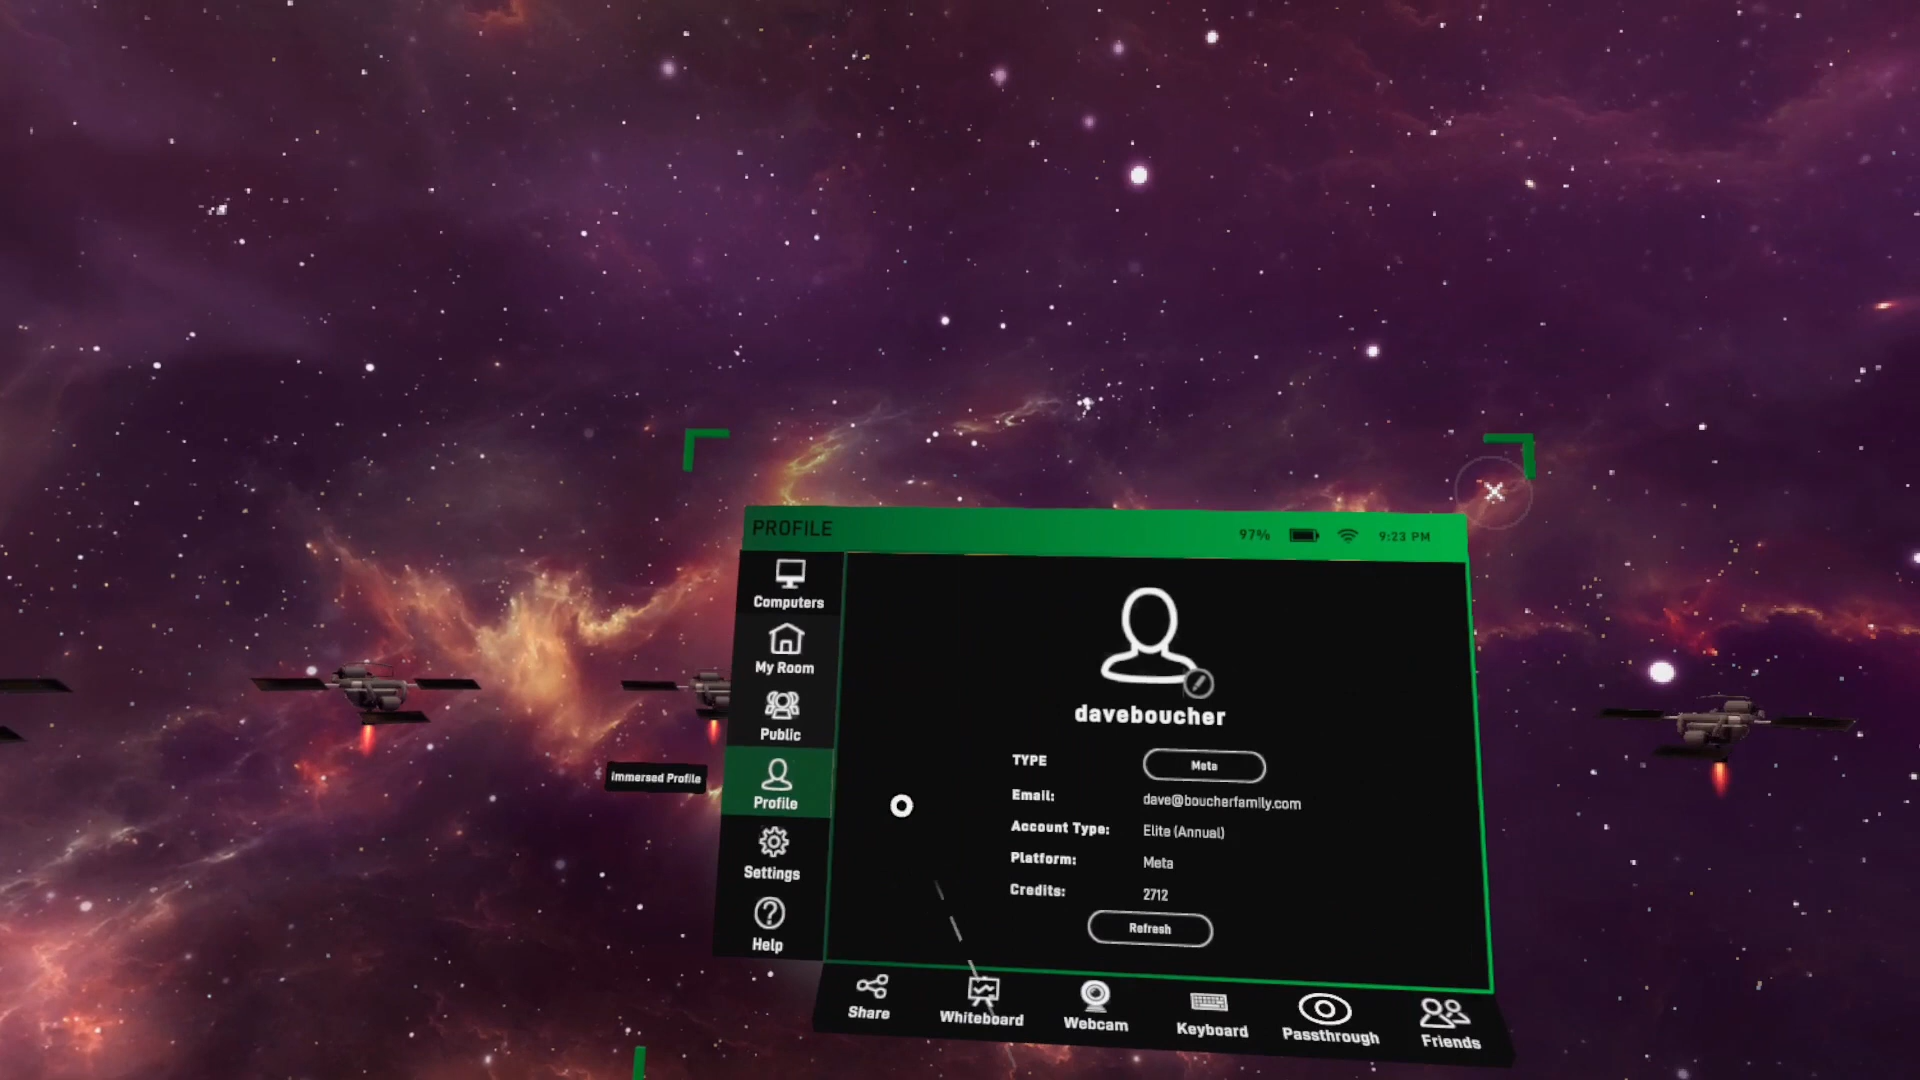 PROFILE
97%
9:23 PM
Computers
My Room
Public
Immersed Profile
Profile
Settings
Help
daveboucher
TYPE
Meta
Email:
dave@boucherfamily.com
Account Type:
Elite (Annual)
Platform:
Meta
Credits:
2712
Refresh
Share
Whiteboard
Webcam
Keyboard
Passthrough
Friends